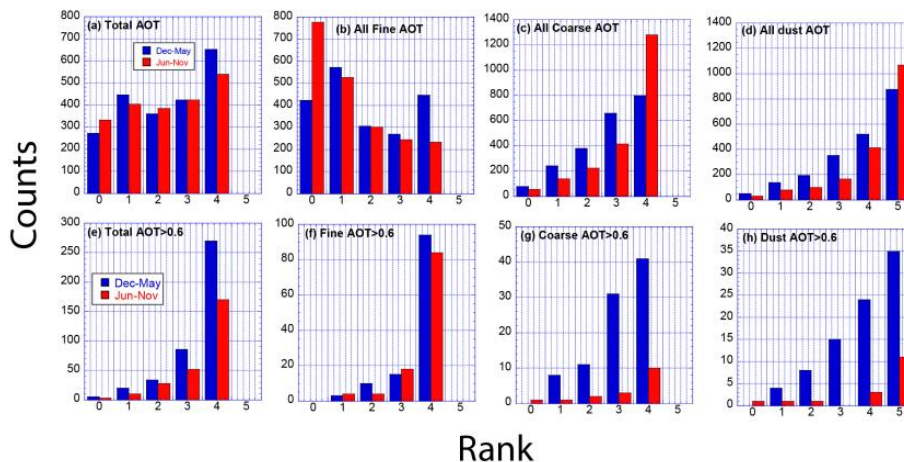 (a) Total AOT
Dec-May
Jun-Nov
800
700
600
500
400
300
200
100
0
0 1 2 3 4 5
(b) All Fine AOT
800
700
600
500
400
300
200
100
0
0 1 2 3 4 5
(c) All Coarse AOT
1400
1200
1000
800
600
400
200
0
0 1 2 3 4 5
(d) All dust AOT
1400
1200
1000
800
600
400
200
0
0 1 2 3 4 5
Counts
(e) Total AOT>0.6
Dec-May
Jun-Nov
300
250
200
150
100
50
0
0 1 2 3 4 5
(f) Fine AOT>0.6
100
80
60
40
20
0
0 1 2 3 4 5
(g) Coarse AOT>0.6
50
40
30
20
10
0
0 1 2 3 4 5
(h) Dust AOT>0.6
40
35
30
25
20
15
10
5
0
0 1 2 3 4 5
Rank